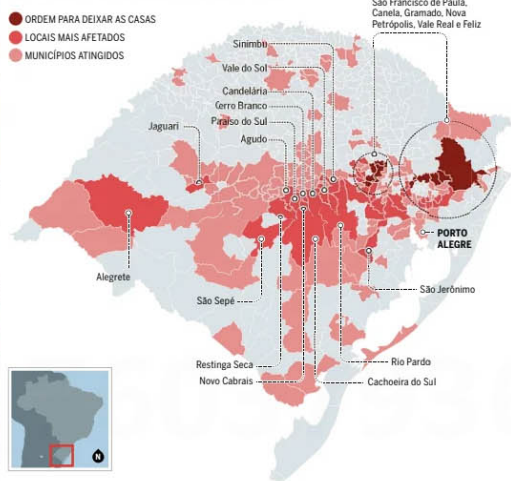 São Francisco de Paula,
Canela, Gramado, Nova
Petrópolis, Vale Real e Feliz
ORDEM PARA DEIXAR AS CASAS
LOCAIS MAIS AFETADOS
MUNICÍPIOS ATINGIDOS
Sinimbu
Vale do Sol
Candelária
Cerro Branco
Paraíso do Sul
Agudo
Jaguari
PORTO
ALEGRE
Alegrete
São Sepé
São Jerônimo
Restinga Seca
Novo Cabrais
Rio Pardo
Cachoeira do Sul
N